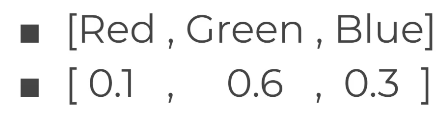 ▪ [Red , Green , Blue]
▪ [ 0.1 , 0.6 , 0.3 ]